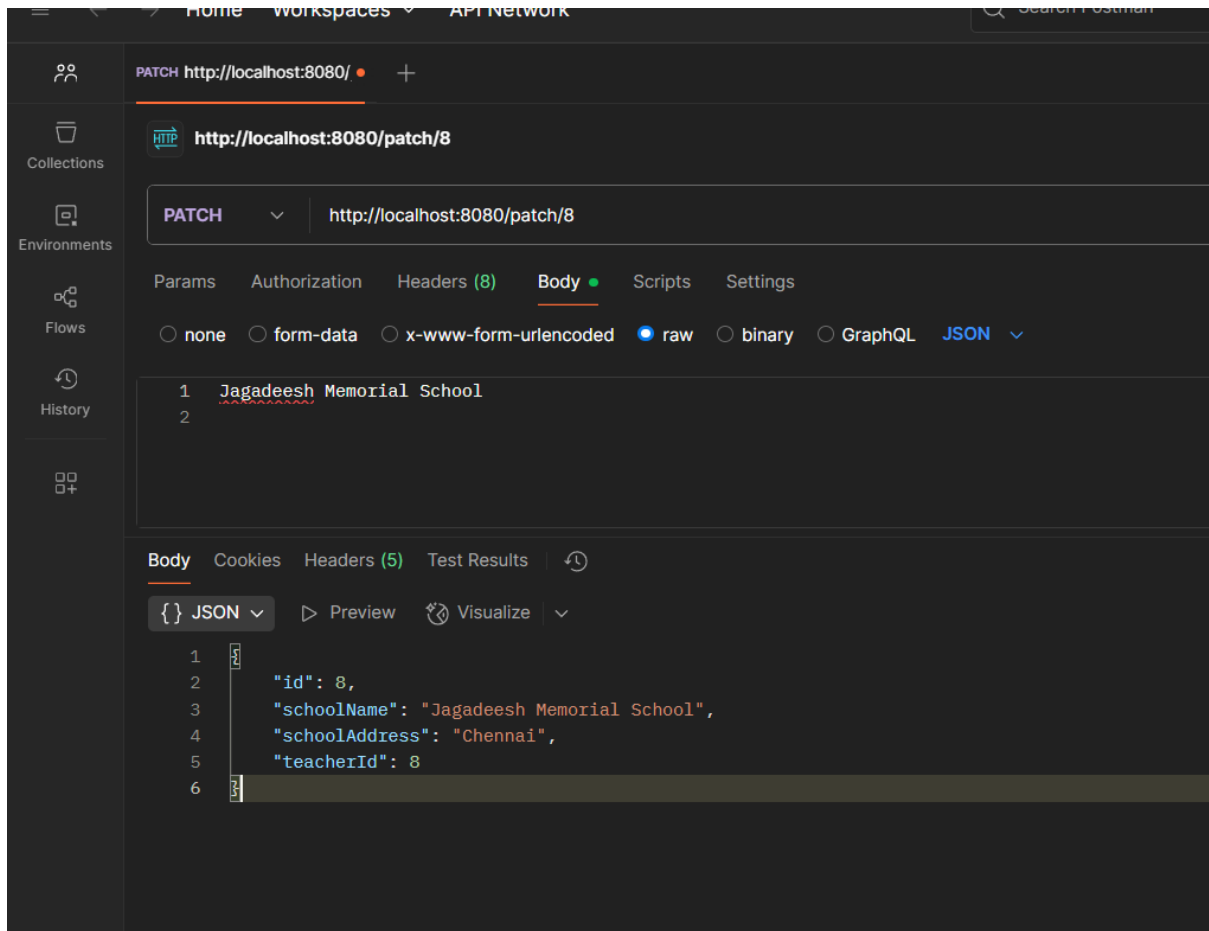 Home Workspaces API Network Search Postman
PATCH http://localhost:8080/
HTTP http://localhost:8080/patch/8
Collections
PATCH http://localhost:8080/patch/8
Environments
Params Authorization Headers (8) Body Scripts Settings
Flows
none form-data x-www-form-urlencoded raw binary GraphQL JSON
History
1 Jagadeesh Memorial School
2
Body Cookies Headers (5) Test Results
{} JSON Preview Visualize
1 {
2 "id": 8,
3 "schoolName": "Jagadeesh Memorial School",
4 "schoolAddress": "Chennai",
5 "teacherId": 8
6 }